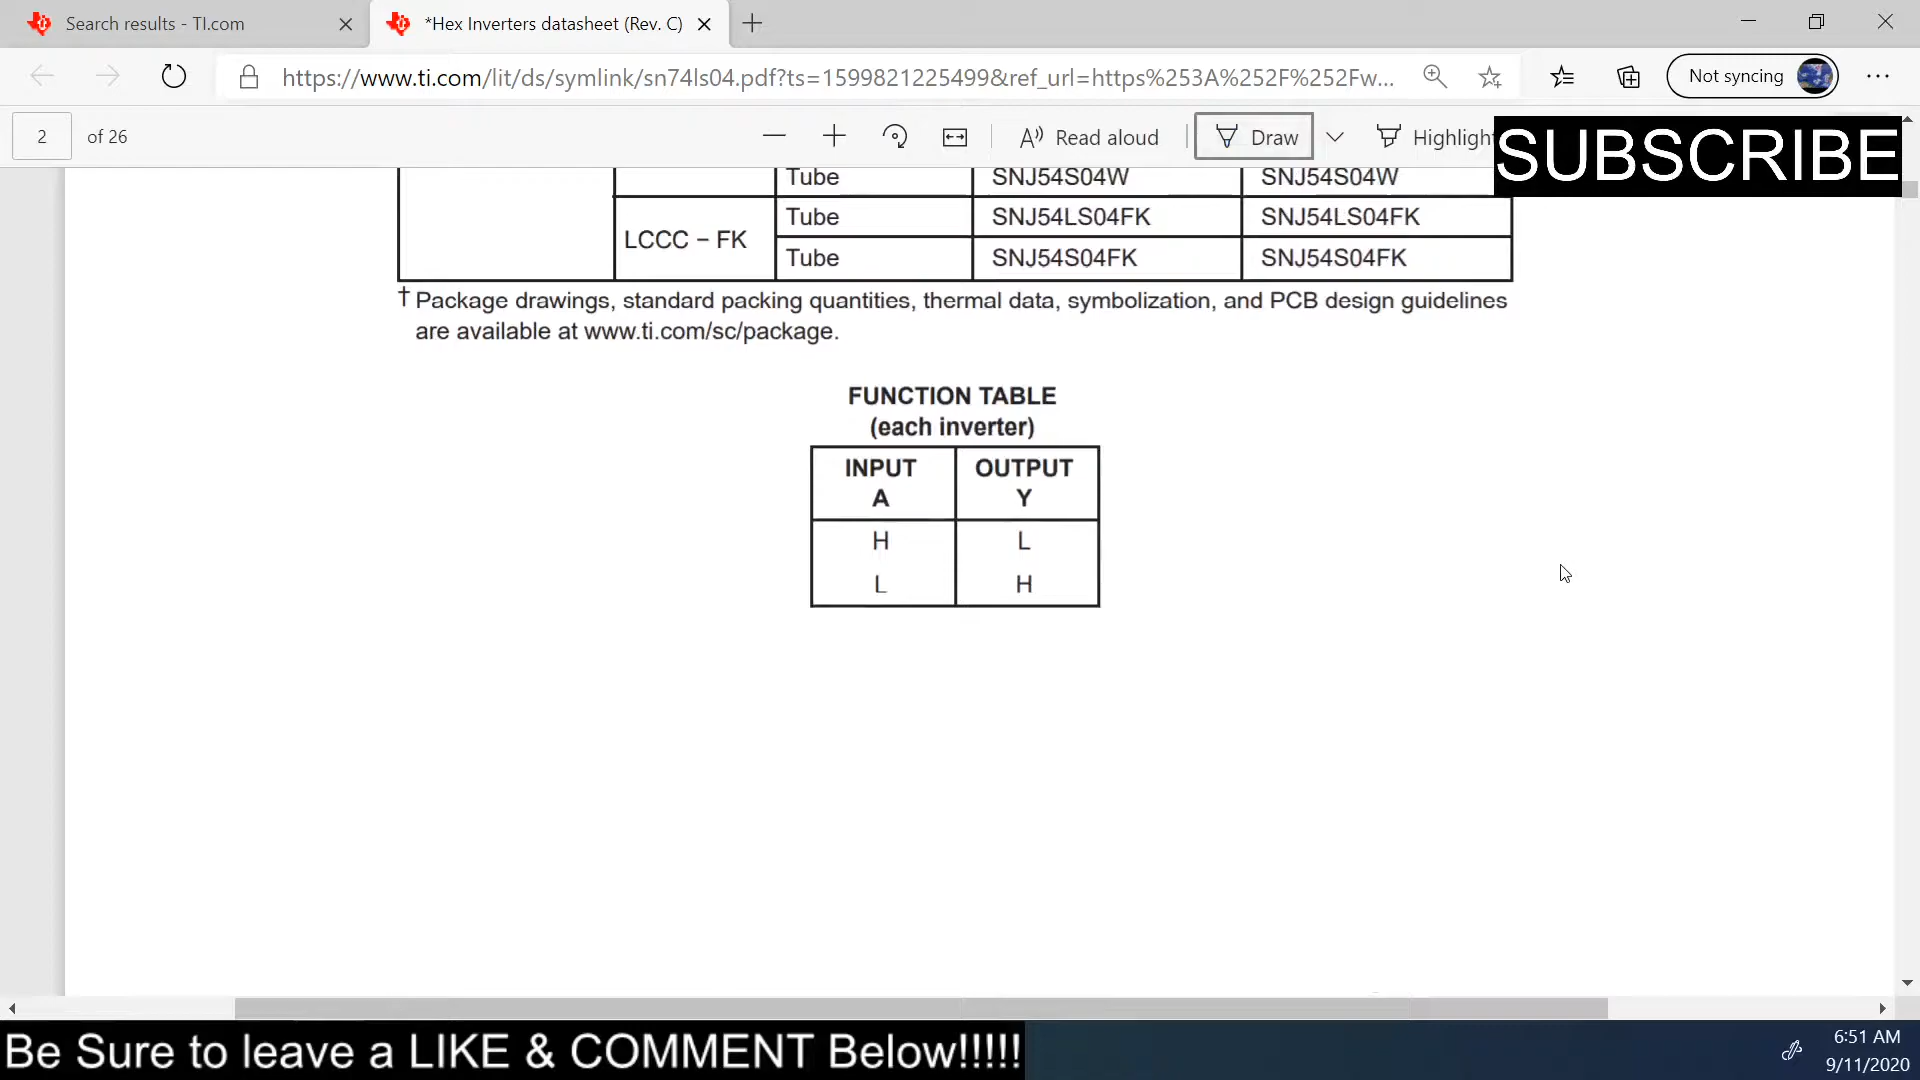 Search results - TI.com
*Hex Inverters datasheet (Rev. C)
https://www.ti.com/lit/ds/symlink/sn74ls04.pdf?ts=1599821225499&ref_url=https%253A%252F%252Fw...
Not syncing
2 of 26
Read aloud
Draw
Highlight
SUBSCRIBE
Tube SNJ54S04W SNJ54S04W
LCCC – FK
Tube SNJ54LS04FK SNJ54LS04FK
Tube SNJ54S04FK SNJ54S04FK
† Package drawings, standard packing quantities, thermal data, symbolization, and PCB design guidelines
are available at www.ti.com/sc/package.
FUNCTION TABLE
(each inverter)
INPUT OUTPUT
A Y
H L
L H
Be Sure to leave a LIKE & COMMENT Below!!!!!
6:51 AM
9/11/2020